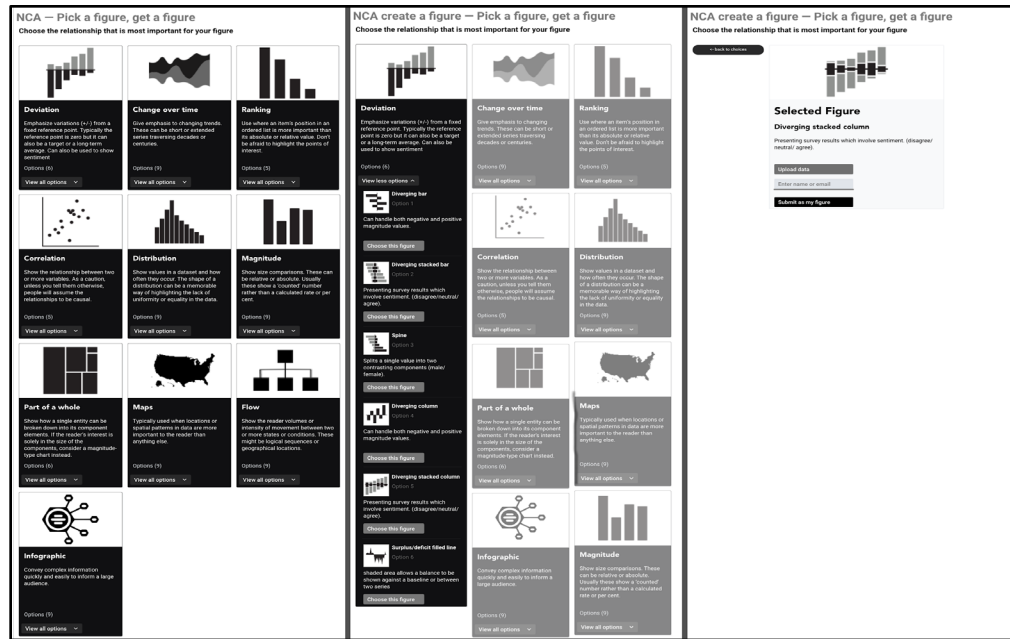 NCA — Pick a figure, get a figure
Choose the relationship that is most important for your figure
Deviation
Emphasize variations (+/-) from a
fixed reference point. Typically the
reference point is zero but it can
also be a target or a long-term
average. Can also be used to show
sentiment
Options (6)
View all options
Change over time
Give emphasis to changing trends.
These can be short or extended
series traversing decades or
centuries.
Options (9)
View all options
Ranking
Use where an item's position in an
ordered list is more important than
its absolute or relative value. Don't
be afraid to highlight the points of
interest.
Options (5)
View all options
Correlation
Show the relationship between two
or more variables. As a caution,
unless you tell them otherwise,
people will assume the
relationships to be causal.
Options (5)
View all options
Distribution
Show values in a dataset and how
often they occur. The shape of a
distribution can be a memorable
way of highlighting the lack of
uniformity or equality in the data.
Options (9)
View all options
Magnitude
Show size comparisons. These can
be relative or absolute. Usually
these show a 'counted' number
rather than a calculated rate or per
cent.
Options (9)
View all options
Part of a whole
Show how a single entity can be
broken down into its component
elements. If the reader's interest is
solely in the size of the
components, consider a magnitude-
type chart instead.
Options (6)
View all options
Maps
Typically used when locations or
spatial patterns in data are more
important to the reader than
anything else.
Options (9)
View all options
Flow
Show the reader volumes or
intensity of movement between two
or more states or conditions. These
might be logical sequences or
geographical locations.
Options (9)
View all options
Infographic
Convey complex information
quickly and easily to inform a large
audience.
Options (9)
View all options
NCA create a figure — Pick a figure, get a figure
Choose the relationship that is most important for your figure
Deviation
Emphasize variations (+/-) from a fixed
reference point. Typically the reference
point is zero but it can also be a target
or a long-term average. Can also be
used to show sentiment
Options (6)
View less options
Diverging bar
Option 1
Can handle both negative and positive
magnitude values.
Choose this figure
Diverging stacked bar
Option 2
Presenting survey results which
involve sentiment. (disagree/neutral/
agree).
Choose this figure
Spine
Option 3
Splits a single value into two
contrasting components (male/
female).
Choose this figure
Diverging column
Option 4
Can handle both negative and positive
magnitude values.
Choose this figure
Diverging stacked column
Option 5
Presenting survey results which
involve sentiment. (disagree/neutral/
agree).
Choose this figure
Surplus/deficit filled line
Option 6
shaded area allows a balance to be
shown against a baseline or between
two series
Choose this figure
Change over time
Give emphasis to changing
trends. These can be short or
extended series traversing
decades or centuries.
Options (9)
View all options
Ranking
Use where an item's position in
an ordered list is more important
than its absolute or relative value.
Don't be afraid to highlight the
points of interest.
Options (5)
View all options
Correlation
Show the relationship between
two or more variables. As a
caution, unless you tell them
otherwise, people will assume the
relationships to be causal.
Options (5)
View all options
Distribution
Show values in a dataset and
how often they occur. The shape
of a distribution can be a
memorable way of highlighting
the lack of uniformity or equality
in the data.
Options (9)
View all options
Part of a whole
Show how a single entity can be
broken down into its component
elements. If the reader's interest
is solely in the size of the
components, consider a
magnitude-type chart instead
Options (6)
View all options
Maps
Typically used when locations or
spatial patterns in data are more
important to the reader than
anything else.
Options (9)
View all options
Infographic
Convey complex information
quickly and easily to inform a
large audience.
Options (9)
View all options
Magnitude
Show size comparisons. These
can be relative or absolute.
Usually these show a 'counted'
number rather than a calculated
rate or per cent.
Options (9)
View all options
NCA create a figure — Pick a figure, get a figure
Choose the relationship that is most important for your figure
← back to choices
Selected Figure
Diverging stacked column
Presenting survey results which involve sentiment. (disagree/
neutral/ agree).
Upload data
Enter name or email
Submit as my figure